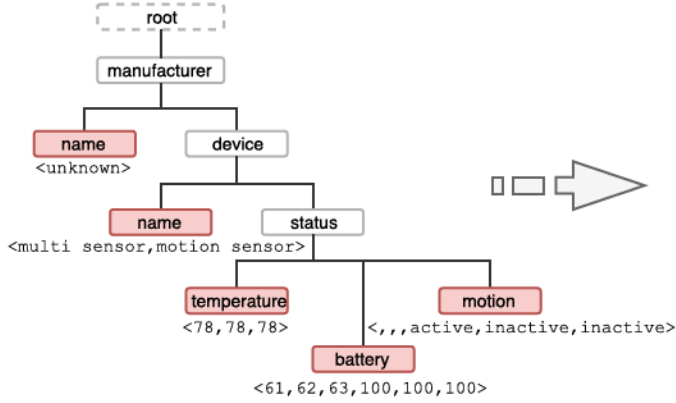 root
manufacturer
name
device
<unknown>
name
status
<multi sensor,motion sensor>
temperature
motion
<78,78,78>
<,,,active,inactive,inactive>
battery
<61,62,63,100,100,100>